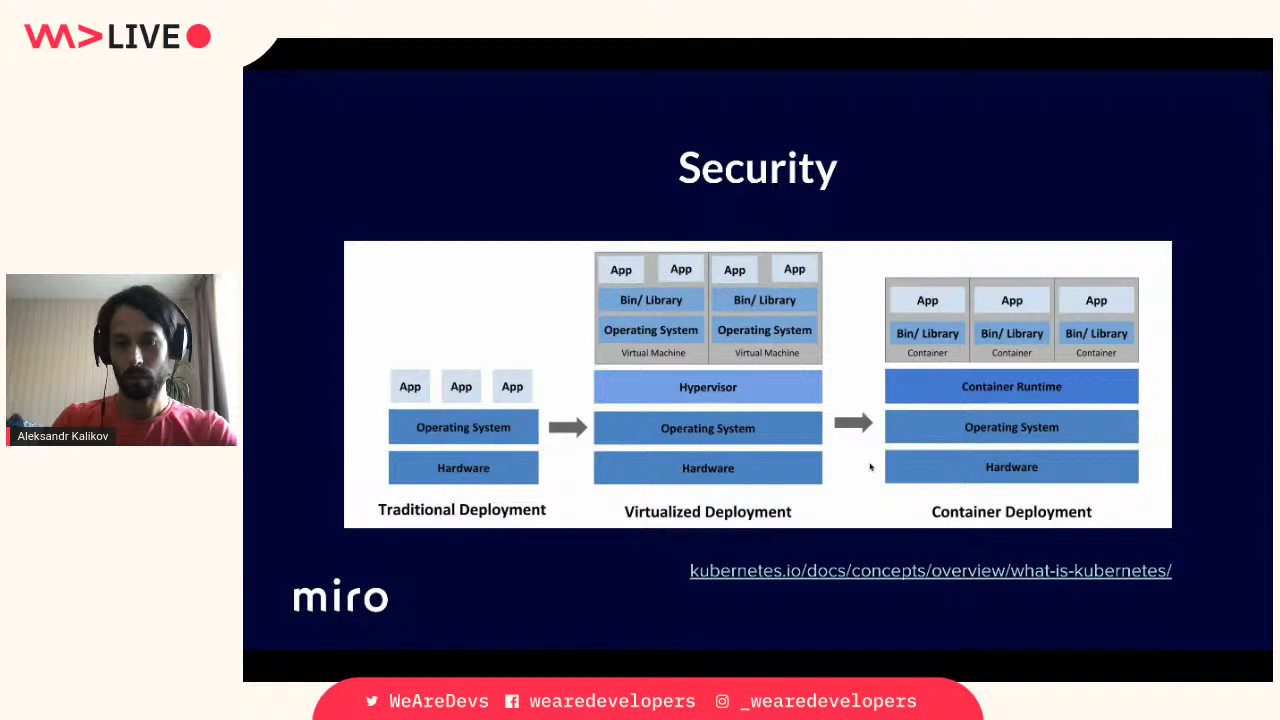 LIVE
Security
App App App
Operating System
Hardware
Traditional Deployment
App App App App
Bin/ Library Bin/ Library
Operating System Operating System
Virtual Machine Virtual Machine
Hypervisor
Operating System
Hardware
Virtualized Deployment
App App App
Bin/ Library Bin/ Library Bin/ Library
Container Container Container
Container Runtime
Operating System
Hardware
Container Deployment
kubernetes.io/docs/concepts/overview/what-is-kubernetes/
miro
Aleksandr Kalikov
WeAreDevs wearedevelopers _wearedevelopers